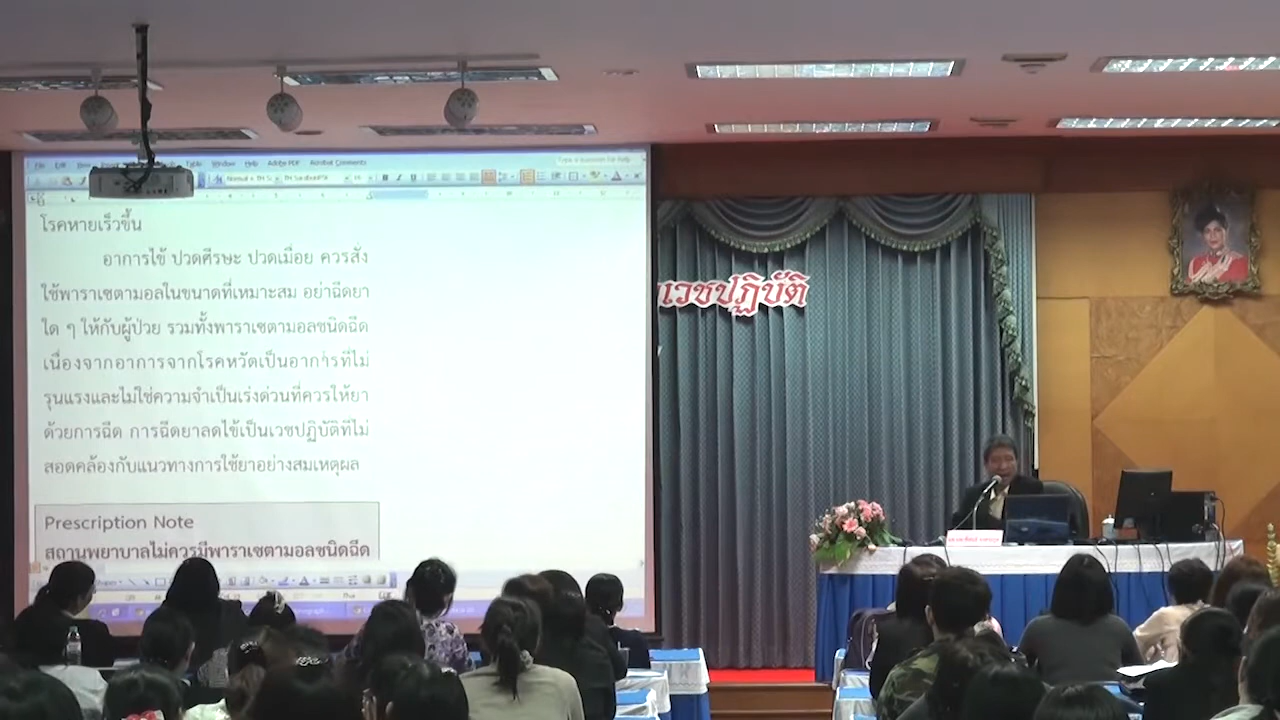 File Edit View Table Window Help Adobe PDF Acrobat Comments
โรคหายเร็วขึ้น
อาการไข้ ปวดศีรษะ ปวดเมื่อย ควรสั่ง
ใช้พาราเซตามอลในขนาดที่เหมาะสม อย่าฉีดยา
ใด ๆ ให้กับผู้ป่วย รวมทั้งพาราเซตามอลชนิดฉีด
เนื่องจากอาการจากโรคหวัดเป็นอาการที่ไม่
รุนแรงและไม่ใช่ความจำเป็นเร่งด่วนที่ควรให้ยา
ด้วยการฉีด การฉีดยาลดไข้เป็นเวชปฏิบัติที่ไม่
สอดคล้องกับแนวทางการใช้ยาอย่างสมเหตุผล
Prescription Note
สถานพยาบาลไม่ควรมีพาราเซตามอลชนิดฉีด
เวชปฏิบัติ